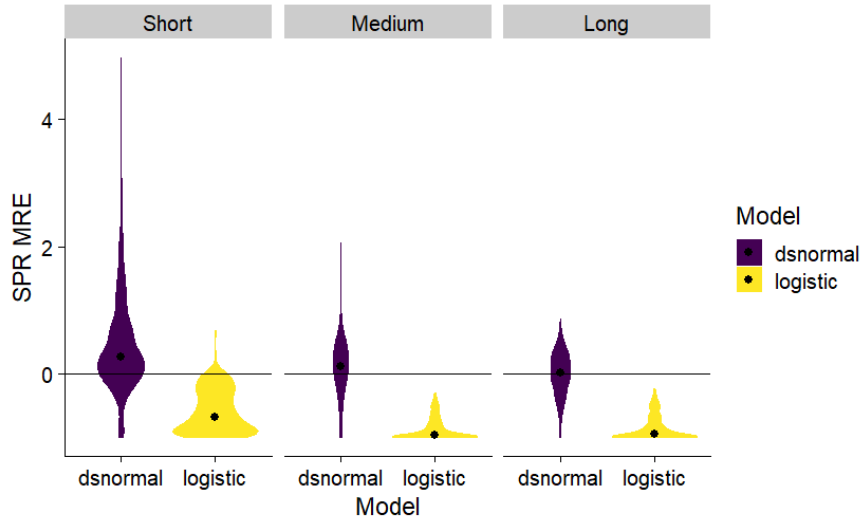 Short Medium Long
SPR MRE
4
2
0
dsnormal logistic dsnormal logistic dsnormal logistic
Model
Model
dsnormal
logistic